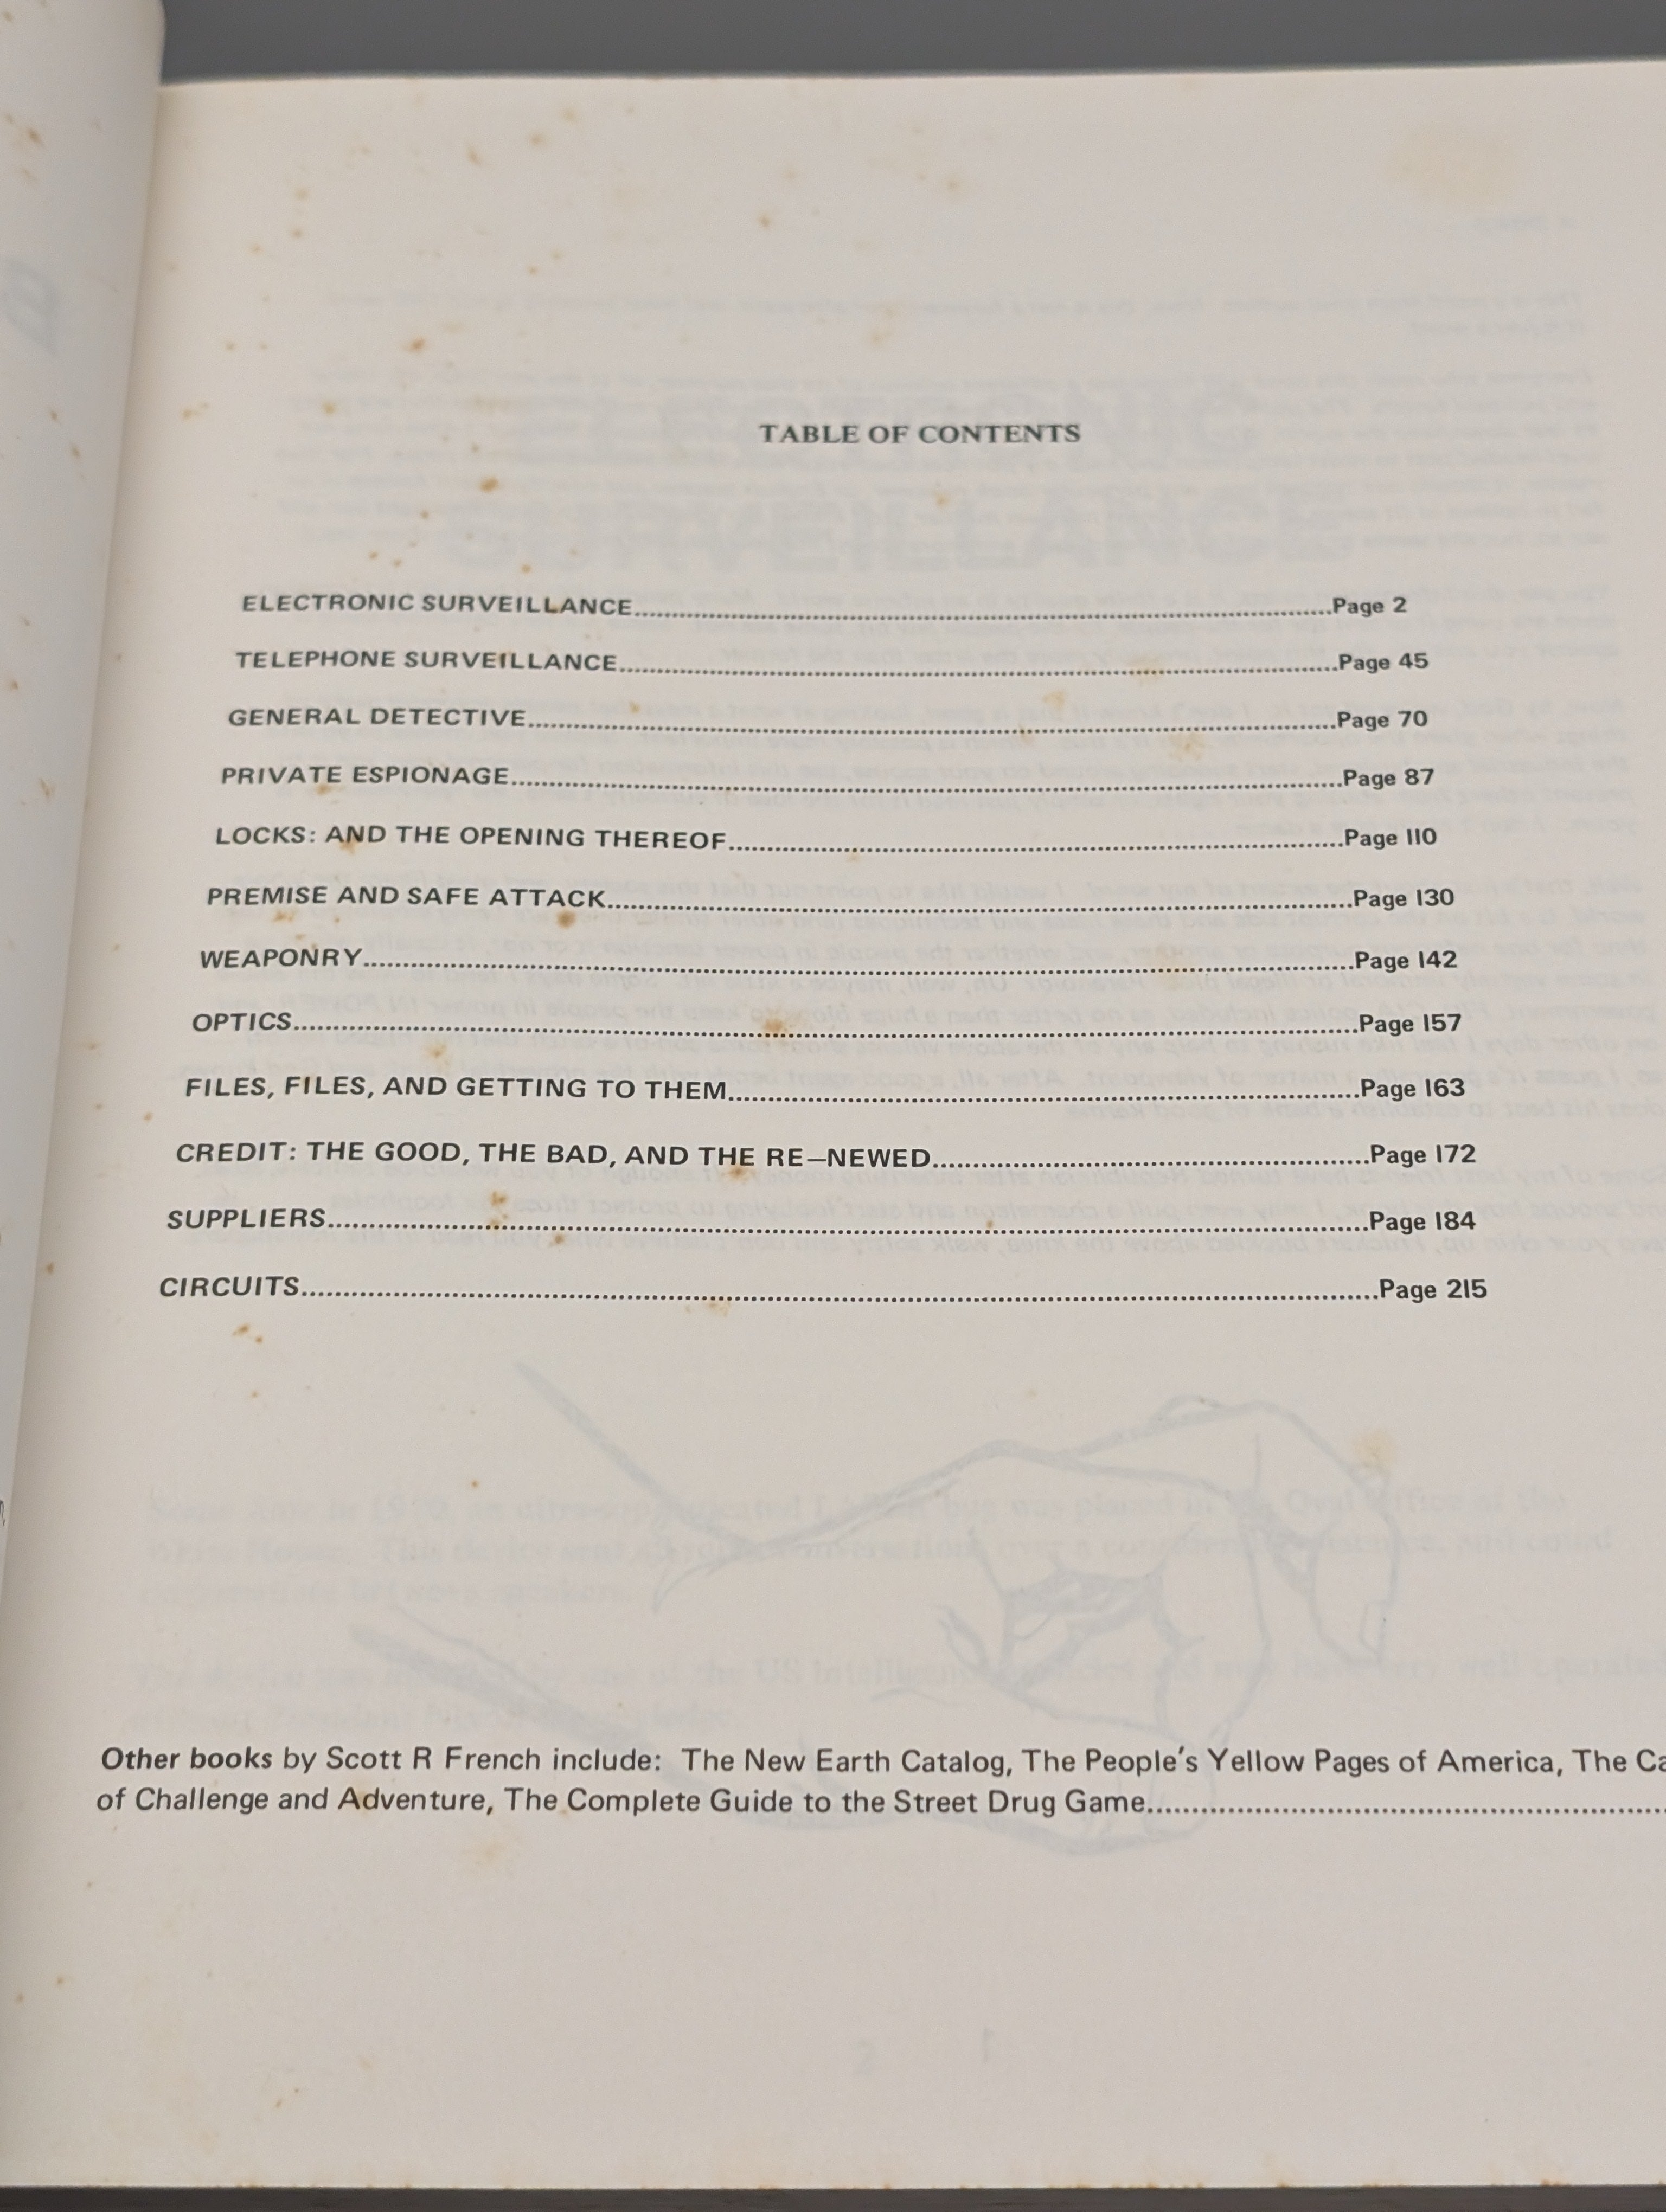 TABLE OF CONTENTS
ELECTRONIC SURVEILLANCE....................Page 2
TELEPHONE SURVEILLANCE....................Page 45
GENERAL DETECTIVE....................Page 70
PRIVATE ESPIONAGE....................Page 87
LOCKS: AND THE OPENING THEREOF....................Page 110
PREMISE AND SAFE ATTACK....................Page 130
WEAPONRY....................Page 142
OPTICS....................Page 157
FILES, FILES, AND GETTING TO THEM....................Page 163
CREDIT: THE GOOD, THE BAD, AND THE RE—NEWED....................Page 172
SUPPLIERS....................Page 184
CIRCUITS....................Page 215
Other books by Scott R French include: The New Earth Catalog, The People's Yellow Pages of America, The Ca
of Challenge and Adventure, The Complete Guide to the Street Drug Game....................